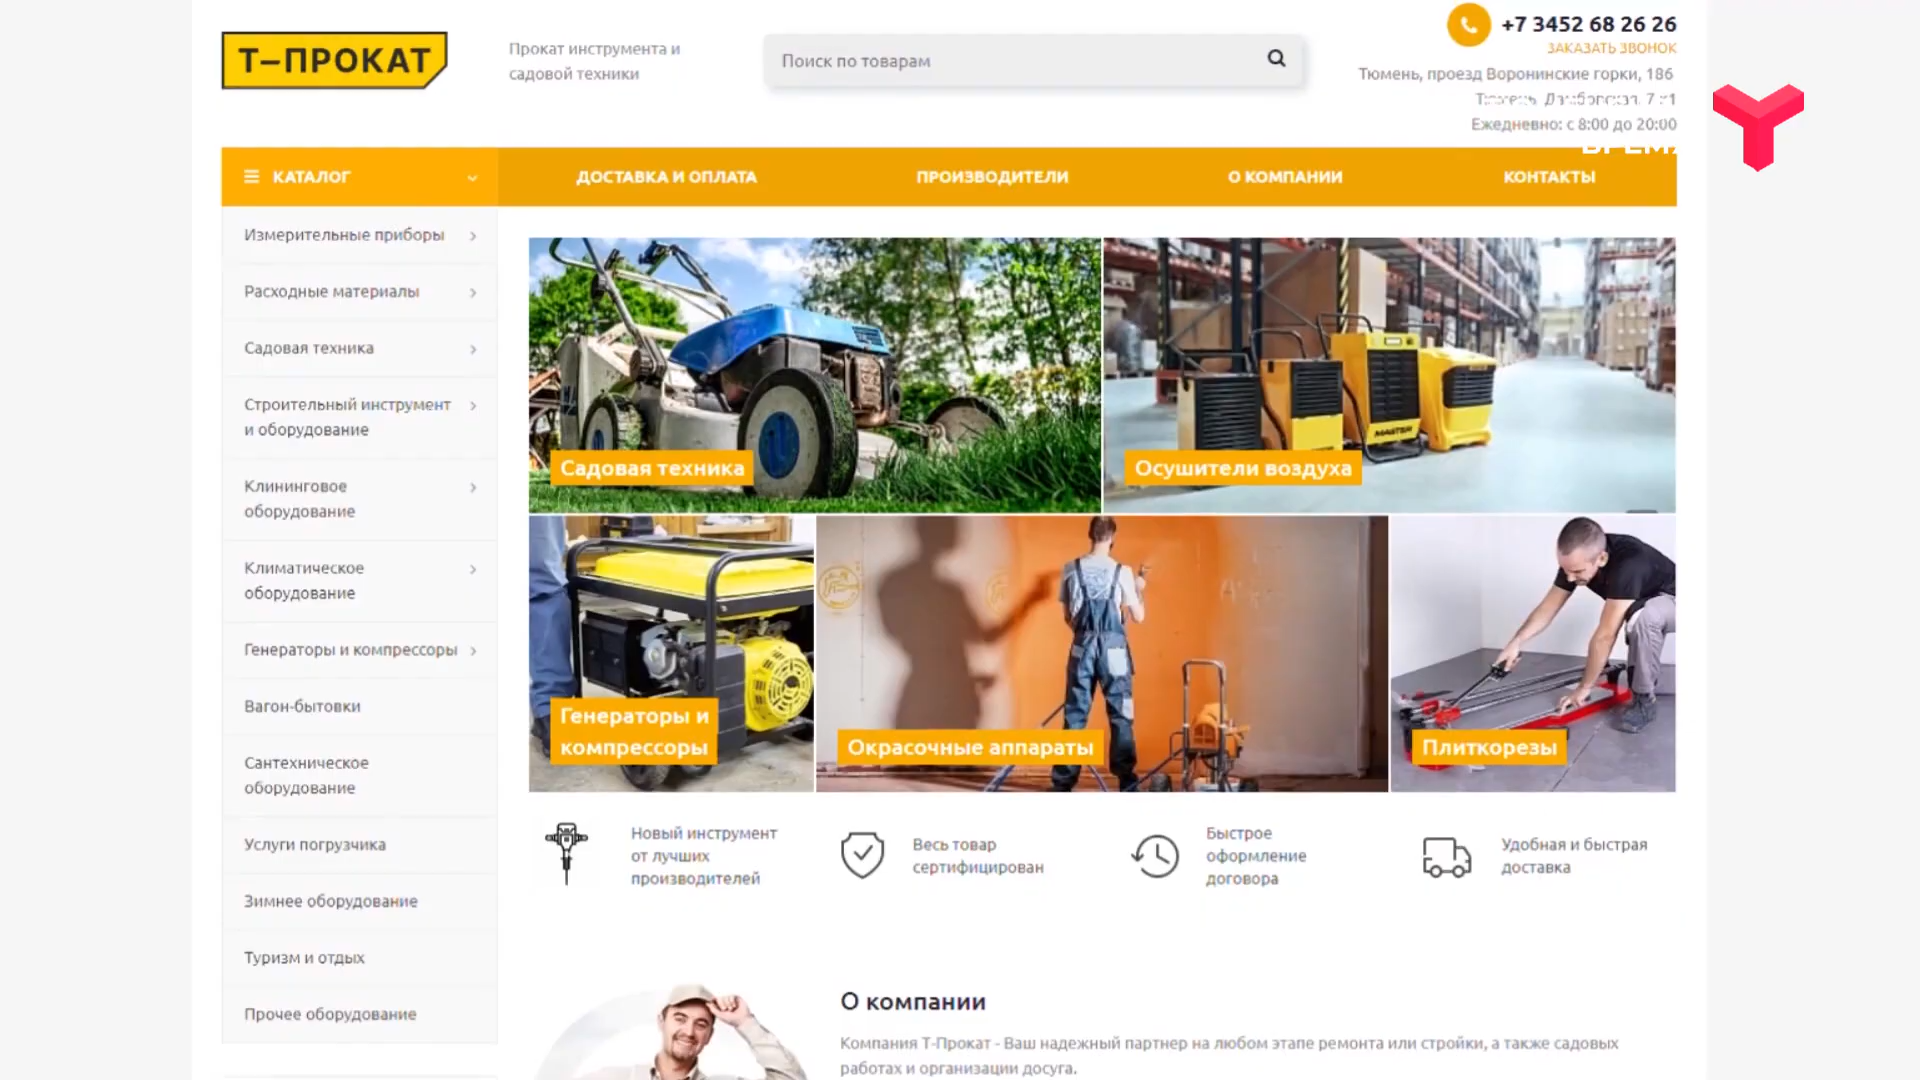 Т–ПРОКАТ
Прокат инструмента и
садовой техники
Поиск по товарам
+7 3452 68 26 26
ЗАКАЗАТЬ ЗВОНОК
Тюмень, проезд Воронинские горки, 186
Тюмень, Дамбовская, 7 к1
Ежедневно: с 8:00 до 20:00
КАТАЛОГ
ДОСТАВКА И ОПЛАТА
ПРОИЗВОДИТЕЛИ
О КОМПАНИИ
КОНТАКТЫ
Измерительные приборы
Расходные материалы
Садовая техника
Строительный инструмент
и оборудование
Клининговое
оборудование
Климатическое
оборудование
Генераторы и компрессоры
Вагон-бытовки
Сантехническое
оборудование
Услуги погрузчика
Зимнее оборудование
Туризм и отдых
Прочее оборудование
Садовая техника
MASTER
Осушители воздуха
Генераторы и
компрессоры
Окрасочные аппараты
Плиткорезы
Новый инструмент
от лучших
производителей
Весь товар
сертифицирован
Быстрое
оформление
договора
Удобная и быстрая
доставка
О компании
Компания Т-Прокат - Ваш надежный партнер на любом этапе ремонта или стройки, а также садовых
работах и организации досуга.